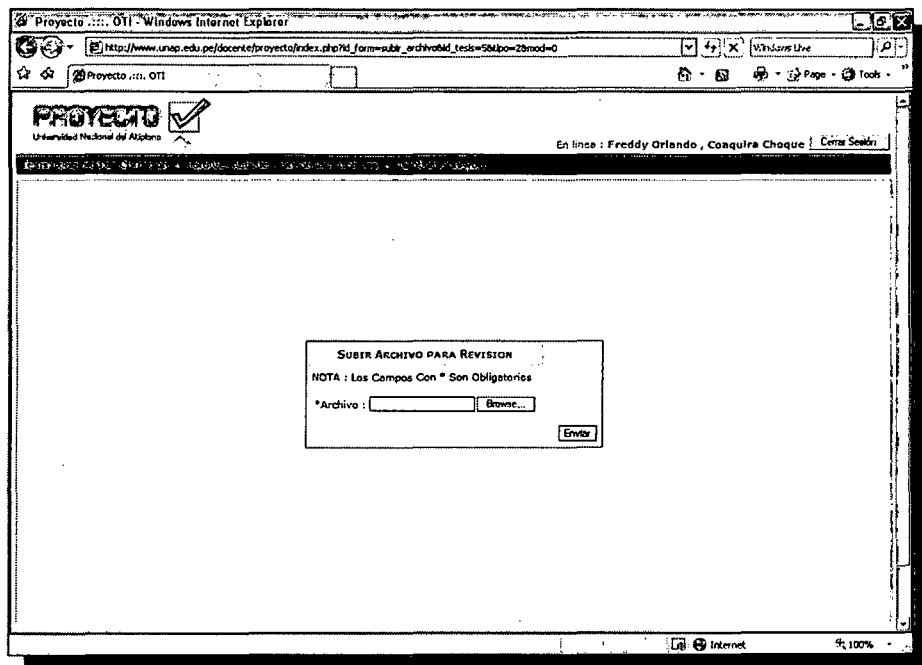 Proyecto .::::. OTI - Windows Internet Explorer
http://www.unap.edu.pe/docente/proyecto/index.php?id_form=subir_archivo&id_tesis=58&tipo=2&mod=0
Windows Live
Proyecto .::::. OTI
Page
Tools
PROYECTO
Universidad Nacional del Altiplano
En linea : Freddy Orlando , Coaquira Choque
Cerrar Sesión
SUBIR ARCHIVO PARA REVISION
NOTA : Los Campos Con * Son Obligatorios
*Archivo :
Browse...
Enviar
Internet
100%